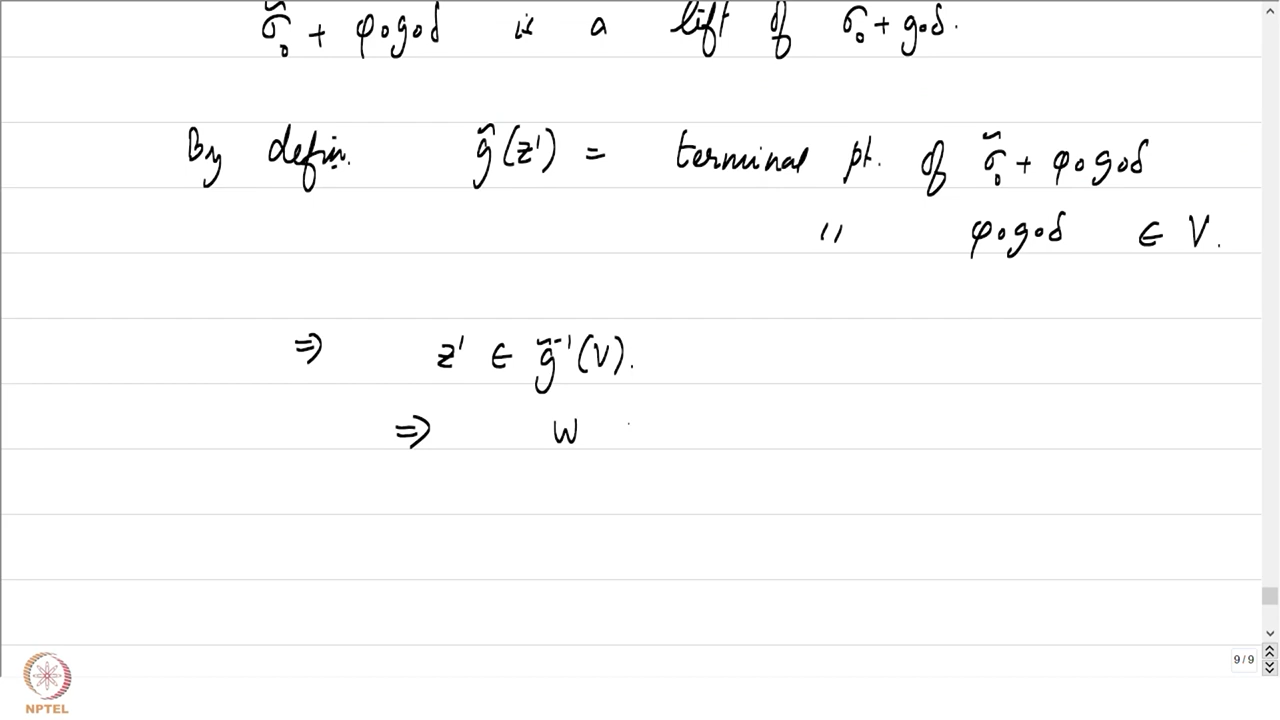 σ̃₀ + φ∘g∘δ is a lift of σ₀ + g∘δ.
By defin. g̃(z') = terminal pt. of σ̃₀ + φ∘g∘δ
" φ∘g∘δ ∈ V.
⇒ z' ∈ g̃⁻¹(V).
⇒ W
9/9
NPTEL